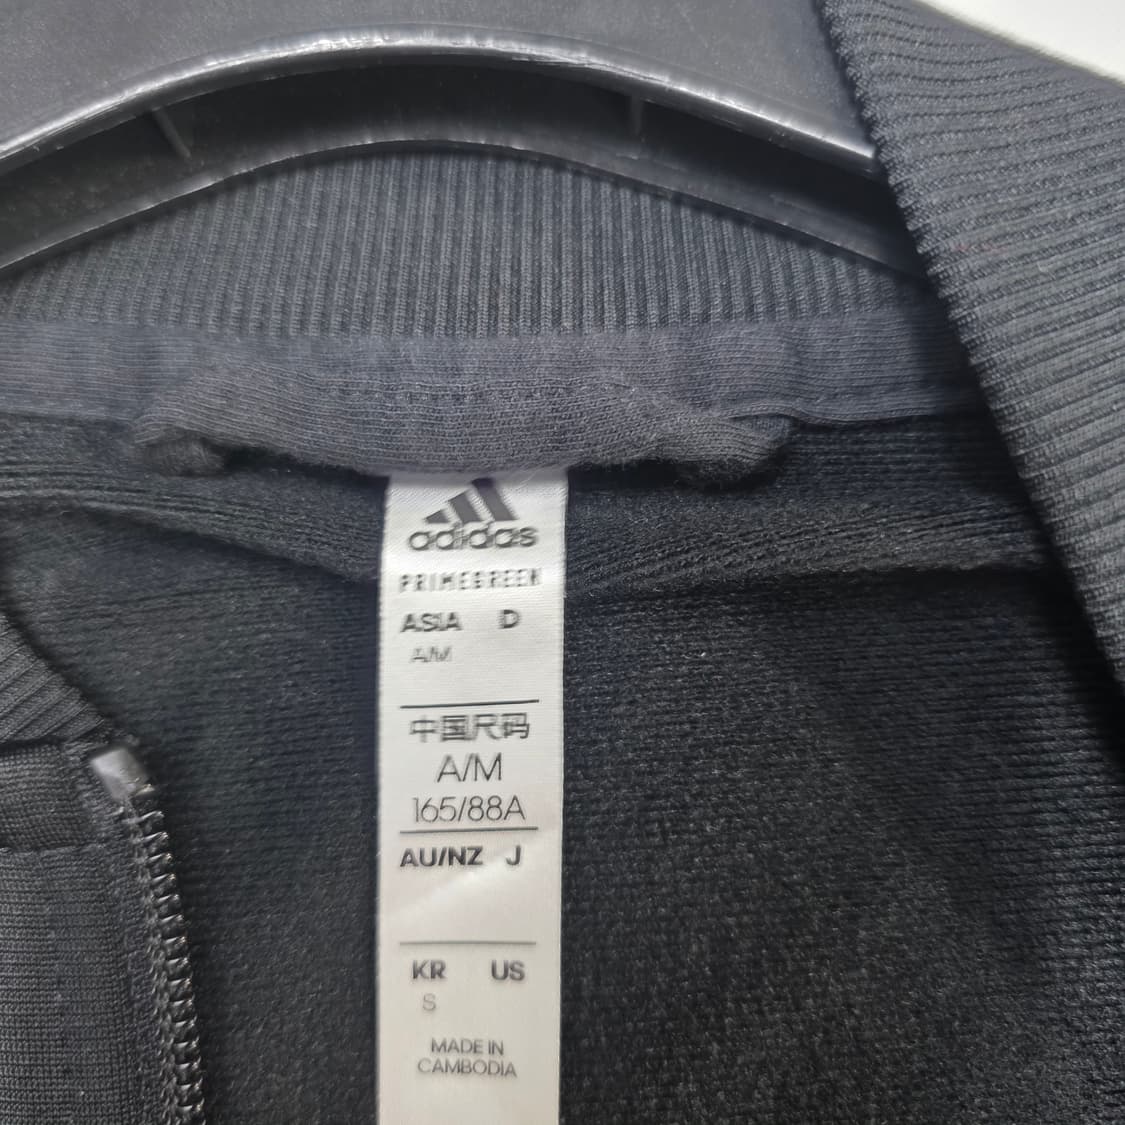 adidas
PRIMEGREEN
ASIA D
A/M
中国尺码
A/M
165/88A
AU/NZ J
KR US
S
MADE IN
CAMBODIA